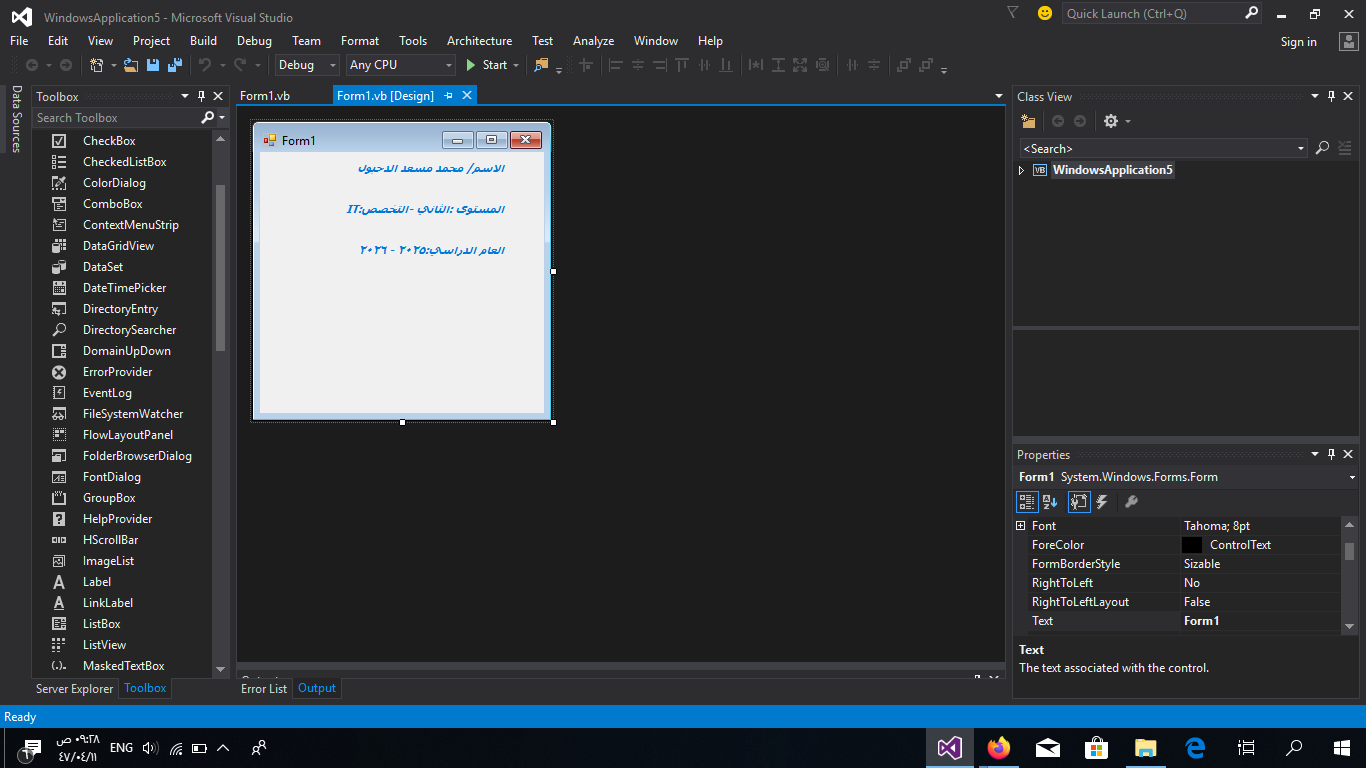 WindowsApplication5 - Microsoft Visual Studio
Quick Launch (Ctrl+Q)
File Edit View Project Build Debug Team Format Tools Architecture Test Analyze Window Help
Sign in
Debug Any CPU Start
Data Sources
Toolbox
Search Toolbox
CheckBox
CheckedListBox
ColorDialog
ComboBox
ContextMenuStrip
DataGridView
DataSet
DateTimePicker
DirectoryEntry
DirectorySearcher
DomainUpDown
ErrorProvider
EventLog
FileSystemWatcher
FlowLayoutPanel
FolderBrowserDialog
FontDialog
GroupBox
HelpProvider
HScrollBar
ImageList
Label
LinkLabel
ListBox
ListView
MaskedTextBox
Server Explorer Toolbox
Form1.vb Form1.vb [Design]
Form1
الاسم/ محمد مسعد الدحبول
المستوى :الثاني -التخصص:IT
العام الدراسي:٢٠٢٥ - ٢٠٢٦
Error List Output
Class View
<Search>
WindowsApplication5
Properties
Form1 System.Windows.Forms.Form
Font Tahoma; 8pt
ForeColor ControlText
FormBorderStyle Sizable
RightToLeft No
RightToLeftLayout False
Text Form1
Text
The text associated with the control.
Ready
٠٩:٢٨ ص
٤٧/٠٤/١١
ENG